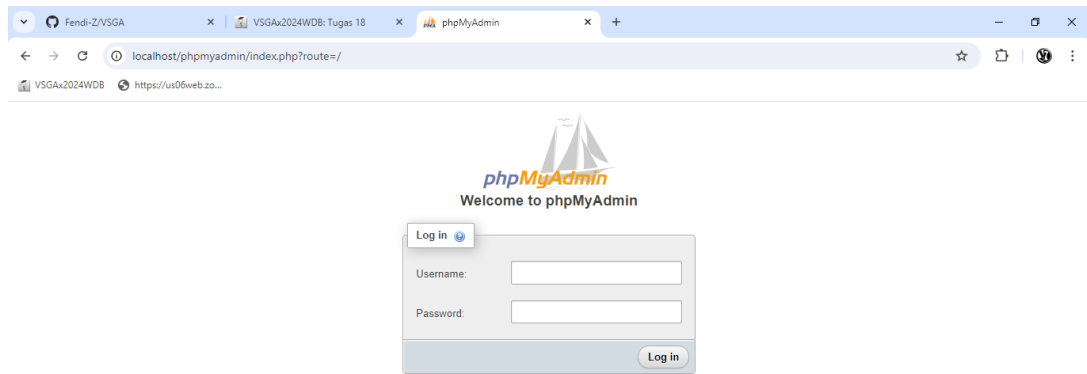 Fendi-Z/VSGA
VSGAx2024WDB: Tugas 18
phpMyAdmin
localhost/phpmyadmin/index.php?route=/
VSGAx2024WDB
https://us06web.zo...
phpMyAdmin
Welcome to phpMyAdmin
Log in
Username:
Password:
Log in